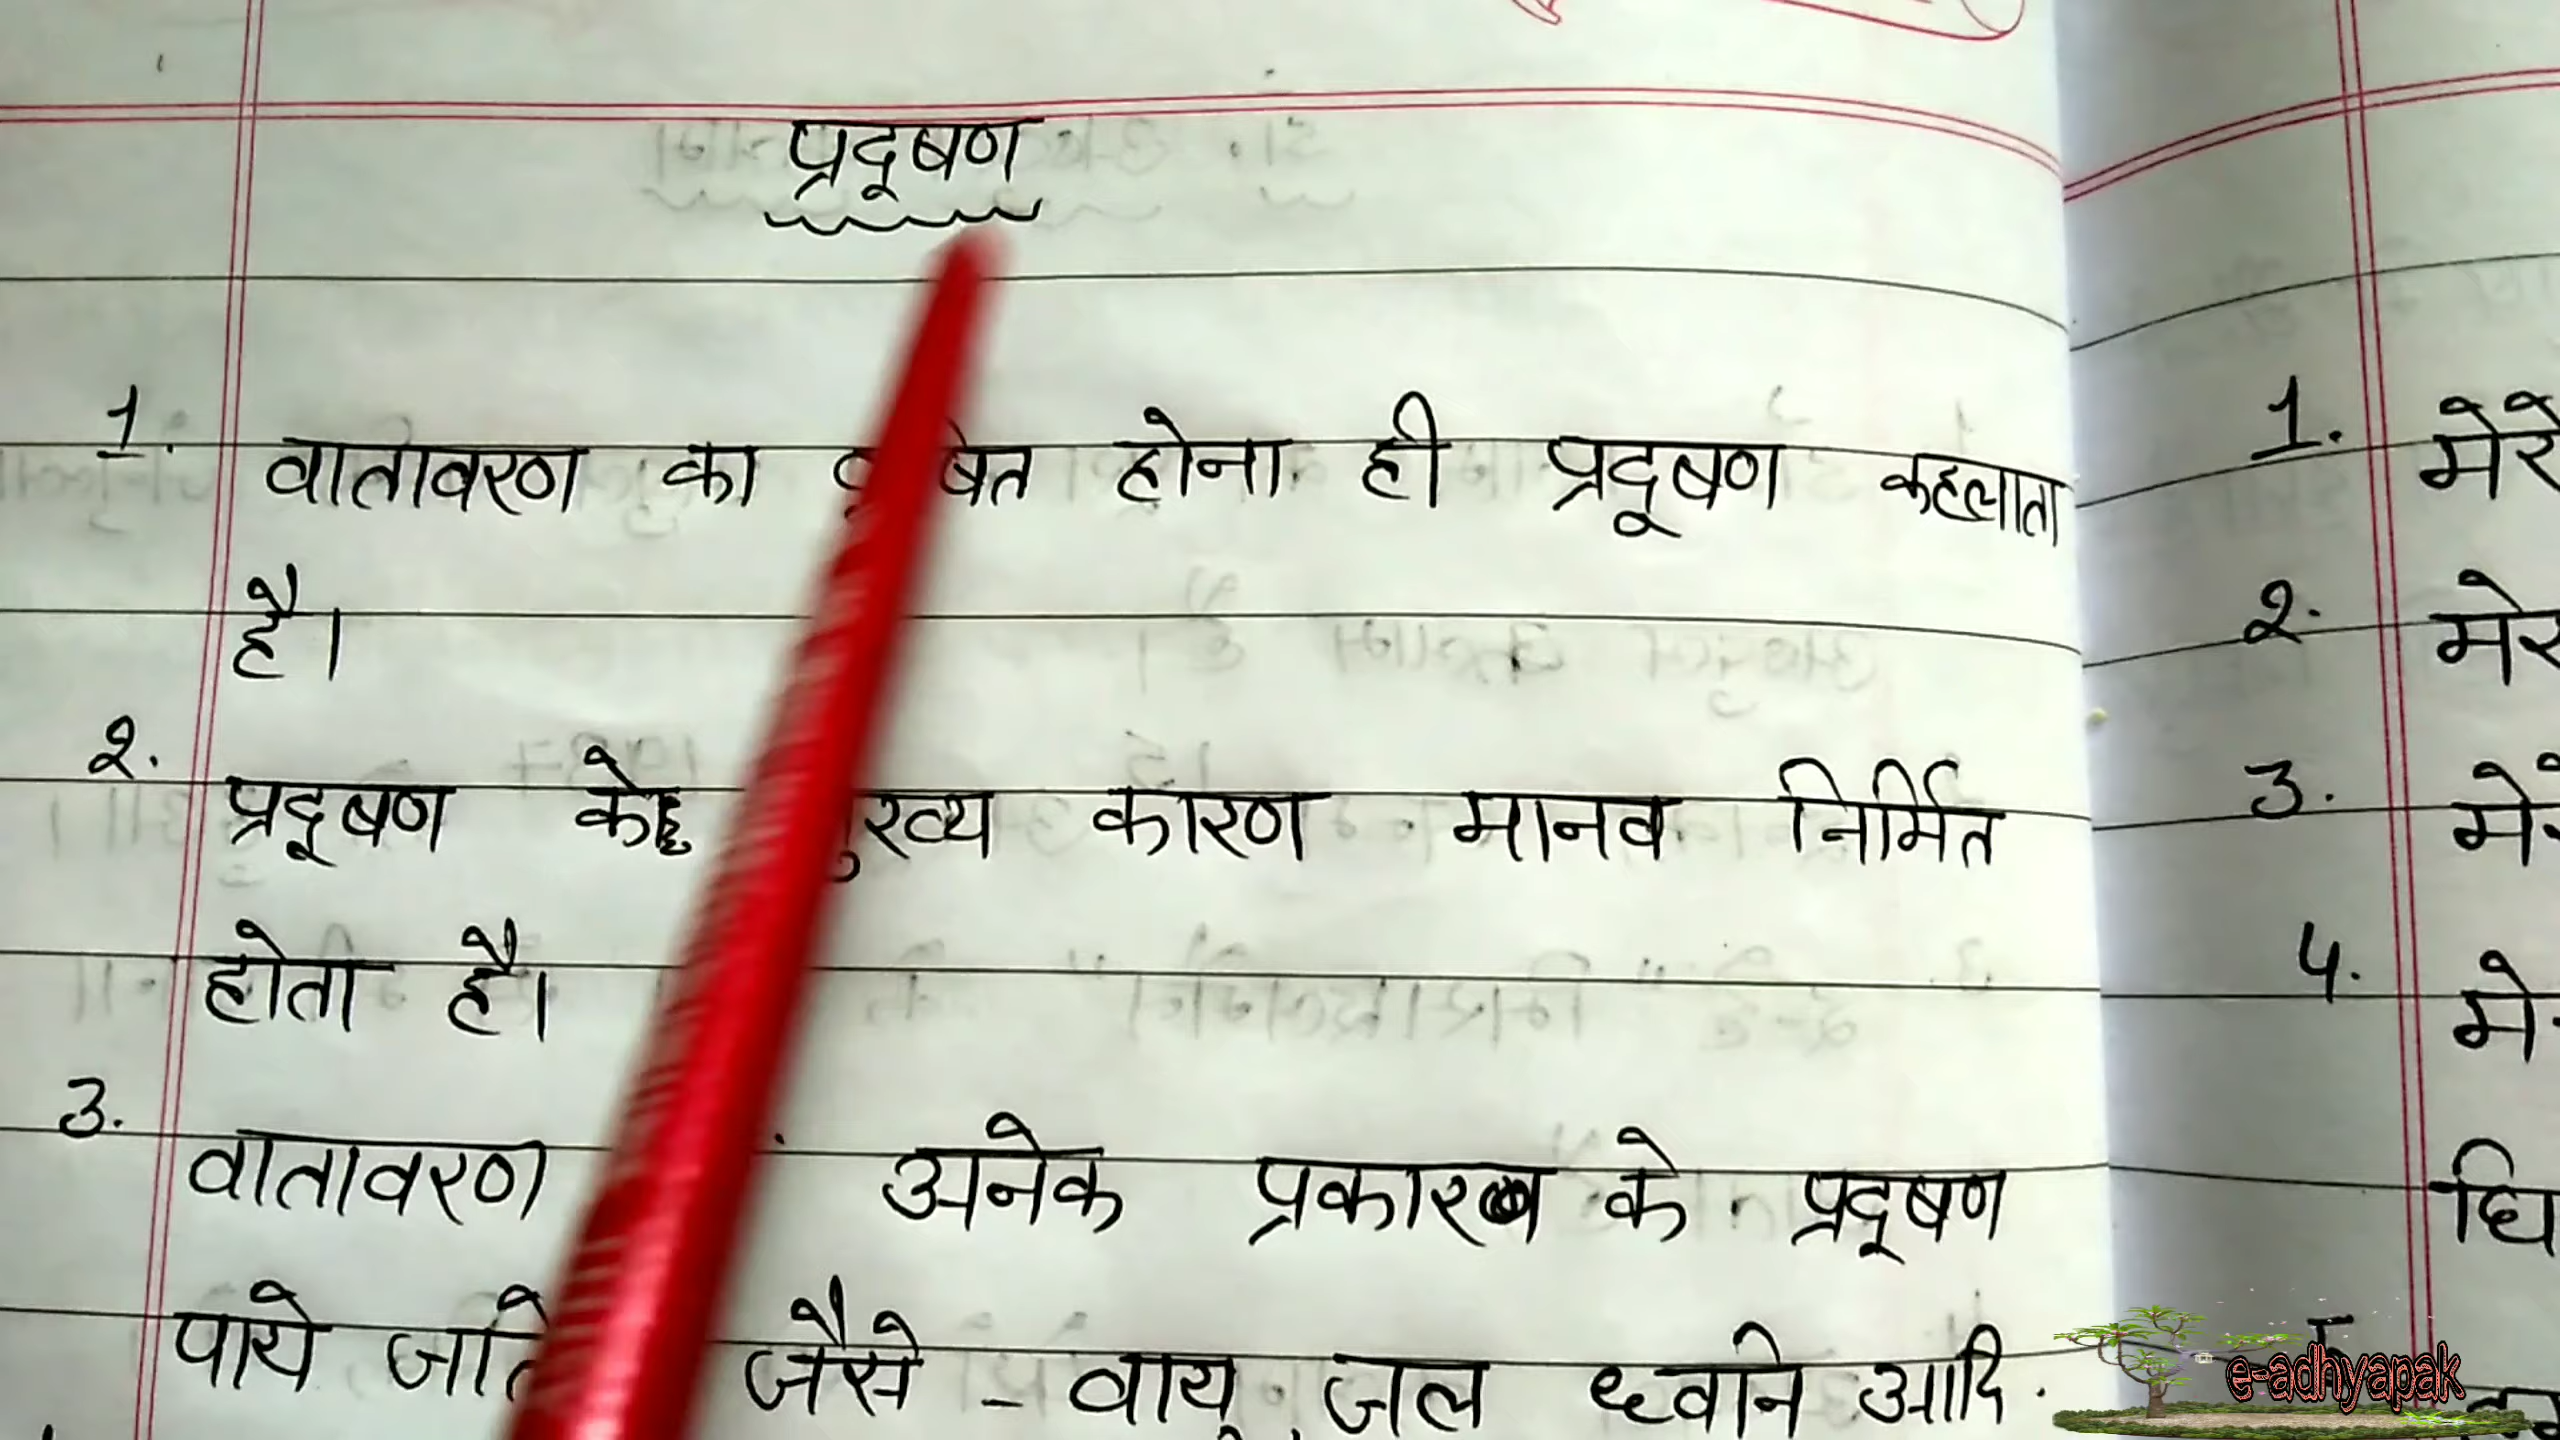 प्रदूषण
1. वातावरण का होना ही प्रदूषण कहलाता
है।
2. प्रदूषण के कारण मानव निर्मित
होता है।
3. वातावरण अनेक प्रकार के प्रदूषण
पाये जैसे - वायु, जल ध्वनि आदि.
1. मेरे
2.
3.
4.
e-adhyapak